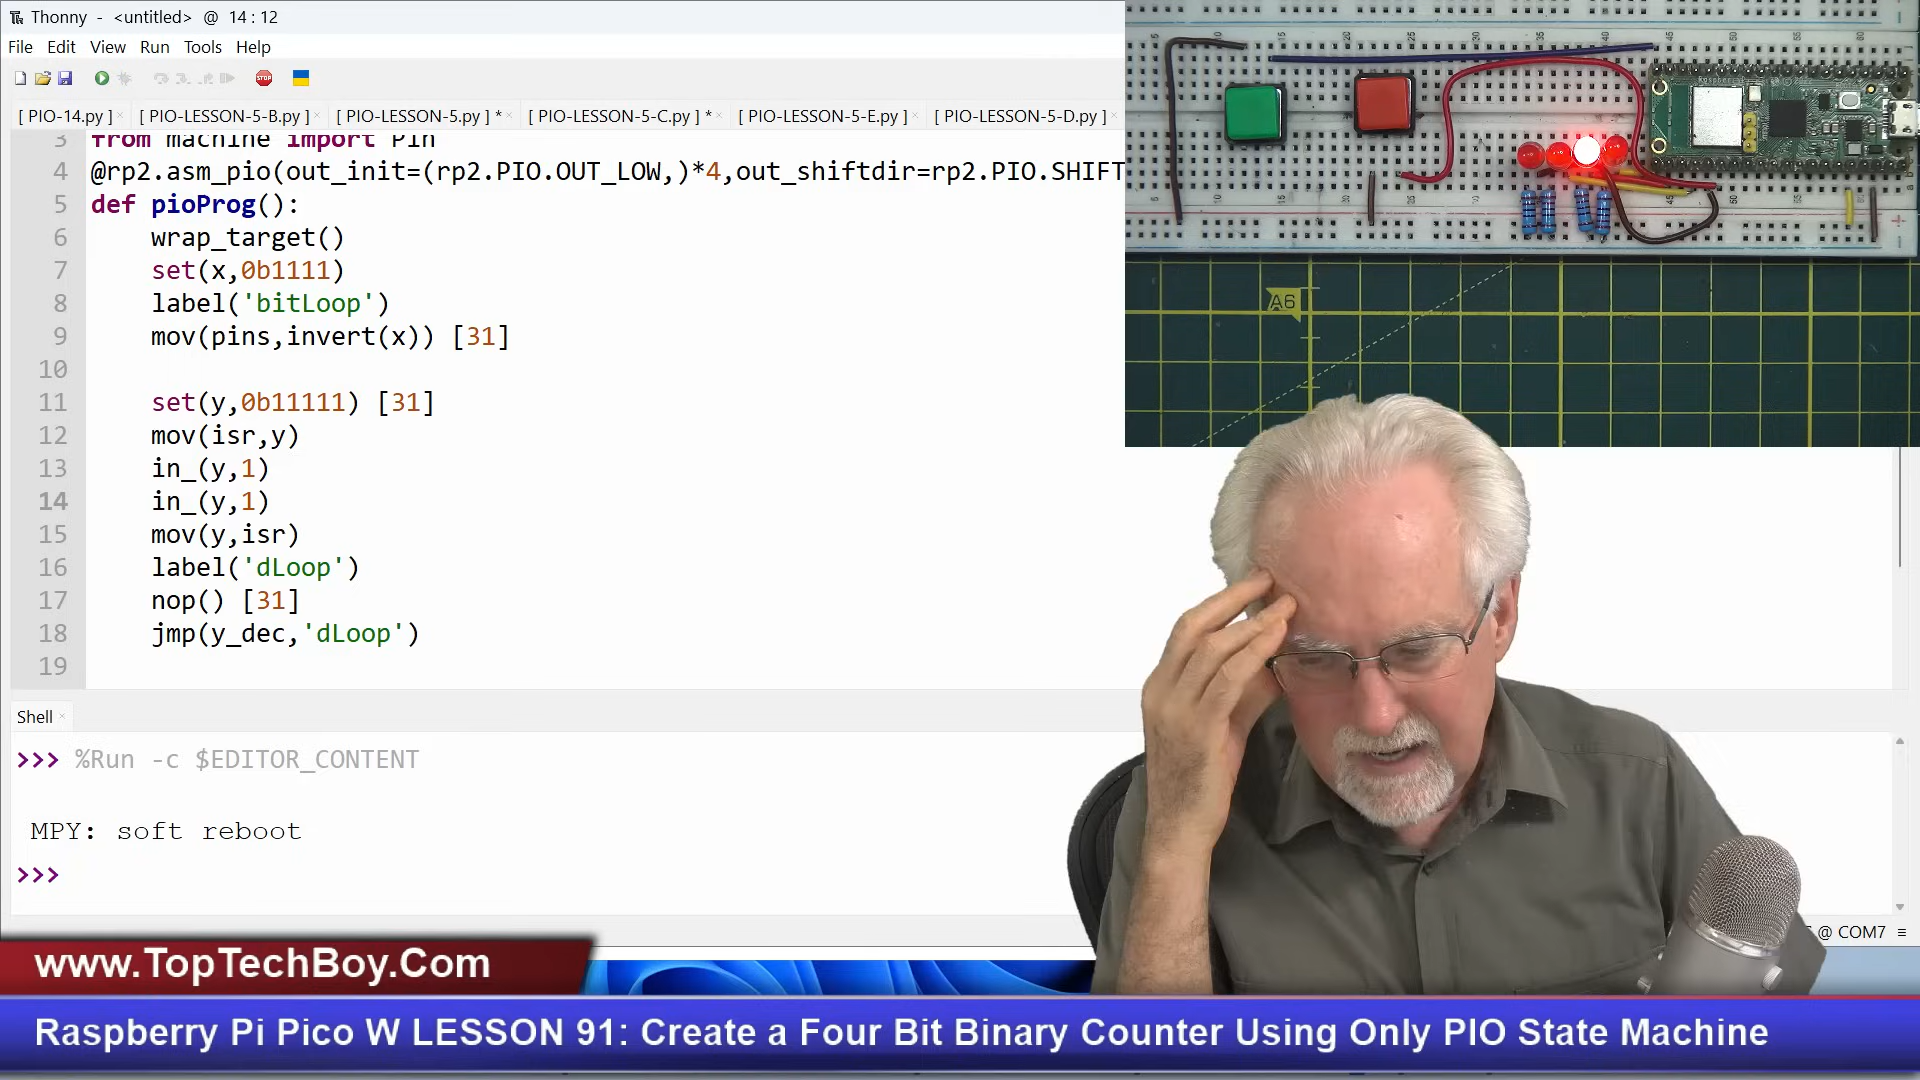 Thonny - <untitled> @ 14 : 12
File Edit View Run Tools Help
STOP
[ PIO-14.py ] × [ PIO-LESSON-5-B.py ] × [ PIO-LESSON-5.py ] * × [ PIO-LESSON-5-C.py ] * × [ PIO-LESSON-5-E.py ] × [ PIO-LESSON-5-D.py ] ×
3 from machine import Pin
4 @rp2.asm_pio(out_init=(rp2.PIO.OUT_LOW,)*4,out_shiftdir=rp2.PIO.SHIFT
5 def pioProg():
6 wrap_target()
7 set(x,0b1111)
8 label('bitLoop')
9 mov(pins,invert(x)) [31]
10
11 set(y,0b11111) [31]
12 mov(isr,y)
13 in_(y,1)
14 in_(y,1)
15 mov(y,isr)
16 label('dLoop')
17 nop() [31]
18 jmp(y_dec,'dLoop')
19
A6
Shell ×
>>> %Run -c $EDITOR_CONTENT
MPY: soft reboot
>>>
@ COM7 ≡
www.TopTechBoy.Com
Raspberry Pi Pico W LESSON 91: Create a Four Bit Binary Counter Using Only PIO State Machine